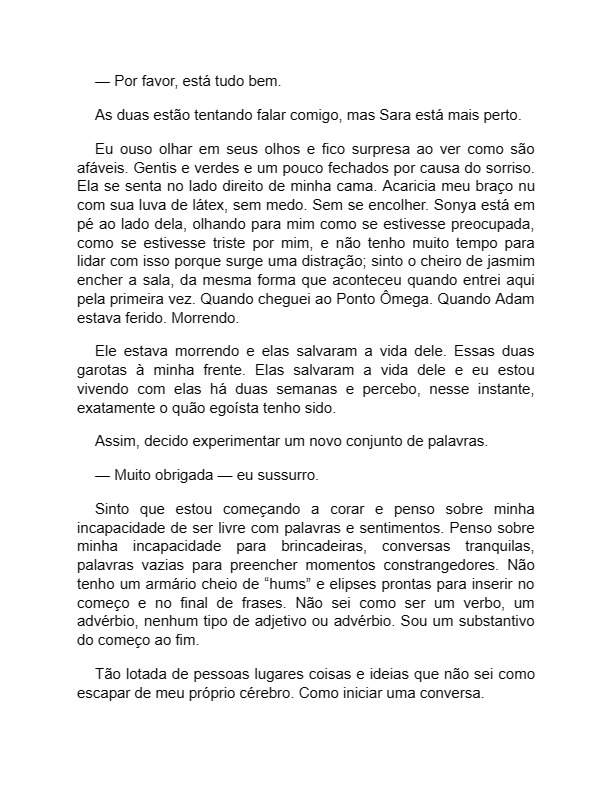 — Por favor, está tudo bem.
As duas estão tentando falar comigo, mas Sara está mais perto.
Eu ouso olhar em seus olhos e fico surpresa ao ver como são
afáveis. Gentis e verdes e um pouco fechados por causa do sorriso.
Ela se senta no lado direito de minha cama. Acaricia meu braço nu
com sua luva de látex, sem medo. Sem se encolher. Sonya está em
pé ao lado dela, olhando para mim como se estivesse preocupada,
como se estivesse triste por mim, e não tenho muito tempo para
lidar com isso porque surge uma distração; sinto o cheiro de jasmim
encher a sala, da mesma forma que aconteceu quando entrei aqui
pela primeira vez. Quando cheguei ao Ponto Ômega. Quando Adam
estava ferido. Morrendo.
Ele estava morrendo e elas salvaram a vida dele. Essas duas
garotas à minha frente. Elas salvaram a vida dele e eu estou
vivendo com elas há duas semanas e percebo, nesse instante,
exatamente o quão egoísta tenho sido.
Assim, decido experimentar um novo conjunto de palavras.
— Muito obrigada — eu sussurro.
Sinto que estou começando a corar e penso sobre minha
incapacidade de ser livre com palavras e sentimentos. Penso sobre
minha incapacidade para brincadeiras, conversas tranquilas,
palavras vazias para preencher momentos constrangedores. Não
tenho um armário cheio de “hums” e elipses prontas para inserir no
começo e no final de frases. Não sei como ser um verbo, um
advérbio, nenhum tipo de adjetivo ou advérbio. Sou um substantivo
do começo ao fim.
Tão lotada de pessoas lugares coisas e ideias que não sei como
escapar de meu próprio cérebro. Como iniciar uma conversa.